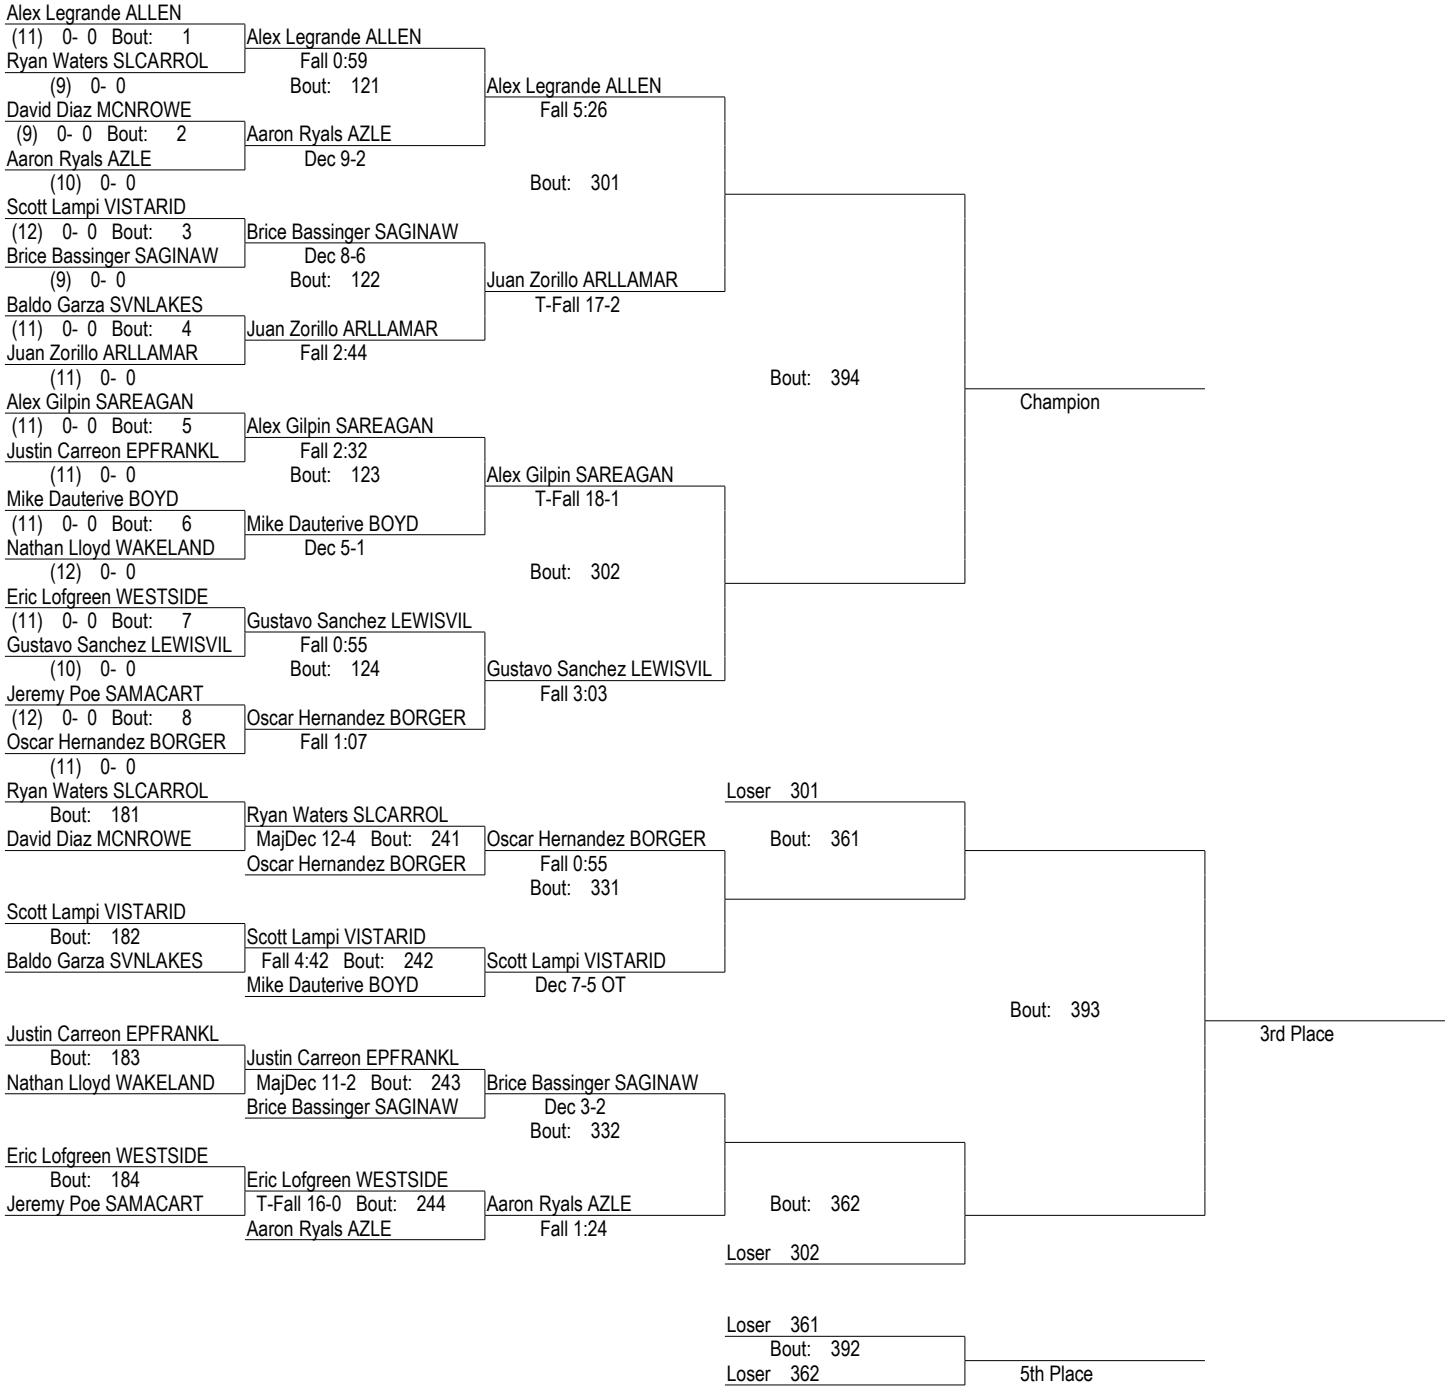 Alex Legrande ALLEN
(11) 0- 0 Bout: 1 Alex Legrande ALLEN
Ryan Waters SLCARROL Fall 0:59
(9) 0- 0 Bout: 121 Alex Legrande ALLEN
David Diaz MCNROWE Fall 5:26
(9) 0- 0 Bout: 2 Aaron Ryals AZLE
Aaron Ryals AZLE Dec 9-2
(10) 0- 0 Bout: 301
Scott Lampi VISTARID
(12) 0- 0 Bout: 3 Brice Bassinger SAGINAW
Brice Bassinger SAGINAW Dec 8-6
(9) 0- 0 Bout: 122 Juan Zorillo ARLLAMAR
Baldo Garza SVNLAKES T-Fall 17-2
(11) 0- 0 Bout: 4 Juan Zorillo ARLLAMAR
Juan Zorillo ARLLAMAR Fall 2:44
(11) 0- 0 Bout: 394
Alex Gilpin SAREAGAN Champion
(11) 0- 0 Bout: 5 Alex Gilpin SAREAGAN
Justin Carreon EPFRANKL Fall 2:32
(11) 0- 0 Bout: 123 Alex Gilpin SAREAGAN
Mike Dauterive BOYD T-Fall 18-1
(11) 0- 0 Bout: 6 Mike Dauterive BOYD
Nathan Lloyd WAKELAND Dec 5-1
(12) 0- 0 Bout: 302
Eric Lofgreen WESTSIDE
(11) 0- 0 Bout: 7 Gustavo Sanchez LEWISVIL
Gustavo Sanchez LEWISVIL Fall 0:55
(10) 0- 0 Bout: 124 Gustavo Sanchez LEWISVIL
Jeremy Poe SAMACART Fall 3:03
(12) 0- 0 Bout: 8 Oscar Hernandez BORGER
Oscar Hernandez BORGER Fall 1:07
(11) 0- 0
Ryan Waters SLCARROL Loser 301
Bout: 181 Ryan Waters SLCARROL
David Diaz MCNROWE MajDec 12-4 Bout: 241 Oscar Hernandez BORGER Bout: 361
Oscar Hernandez BORGER Fall 0:55
Bout: 331
Scott Lampi VISTARID
Bout: 182 Scott Lampi VISTARID
Baldo Garza SVNLAKES Fall 4:42 Bout: 242 Scott Lampi VISTARID
Mike Dauterive BOYD Dec 7-5 OT
Bout: 393
Justin Carreon EPFRANKL 3rd Place
Bout: 183 Justin Carreon EPFRANKL
Nathan Lloyd WAKELAND MajDec 11-2 Bout: 243 Brice Bassinger SAGINAW
Brice Bassinger SAGINAW Dec 3-2
Bout: 332
Eric Lofgreen WESTSIDE
Bout: 184 Eric Lofgreen WESTSIDE
Jeremy Poe SAMACART T-Fall 16-0 Bout: 244 Aaron Ryals AZLE Bout: 362
Aaron Ryals AZLE Fall 1:24
Loser 302
Loser 361
Bout: 392
Loser 362 5th Place